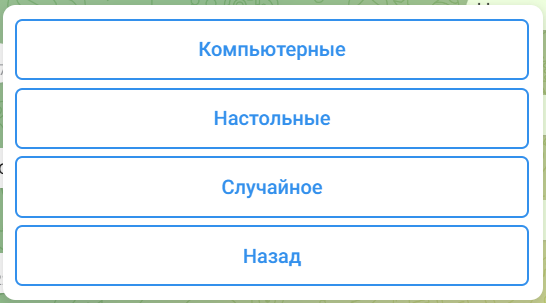 Компьютерные
Настольные
Случайное
Назад